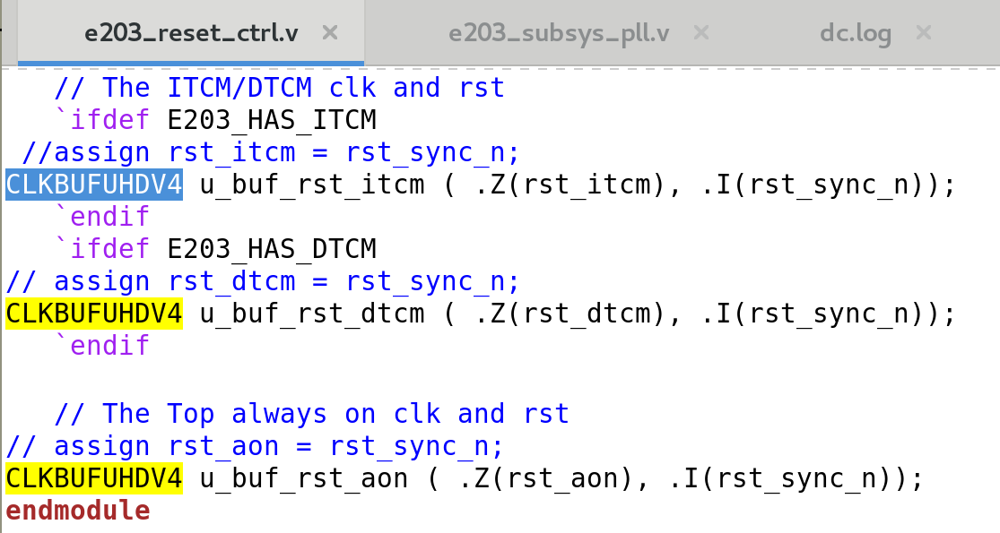 e203_reset_ctrl.v × e203_subsys_pll.v × dc.log ×
// The ITCM/DTCM clk and rst
`ifdef E203_HAS_ITCM
//assign rst_itcm = rst_sync_n;
CLKBUFUHDV4 u_buf_rst_itcm ( .Z(rst_itcm), .I(rst_sync_n));
`endif
`ifdef E203_HAS_DTCM
// assign rst_dtcm = rst_sync_n;
CLKBUFUHDV4 u_buf_rst_dtcm ( .Z(rst_dtcm), .I(rst_sync_n));
`endif
// The Top always on clk and rst
// assign rst_aon = rst_sync_n;
CLKBUFUHDV4 u_buf_rst_aon ( .Z(rst_aon), .I(rst_sync_n));
endmodule